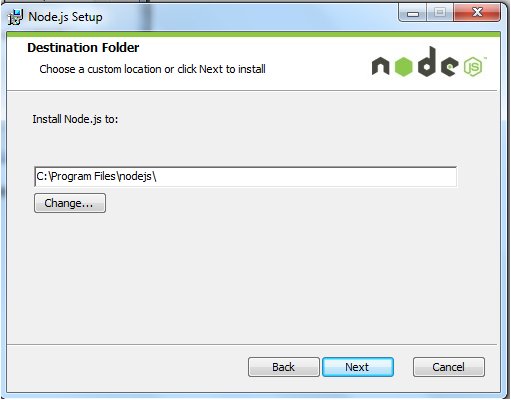 Node.js Setup
Destination Folder
Choose a custom location or click Next to install
node
JS
Install Node.js to:
C:\Program Files\nodejs\
Change...
Back
Next
Cancel